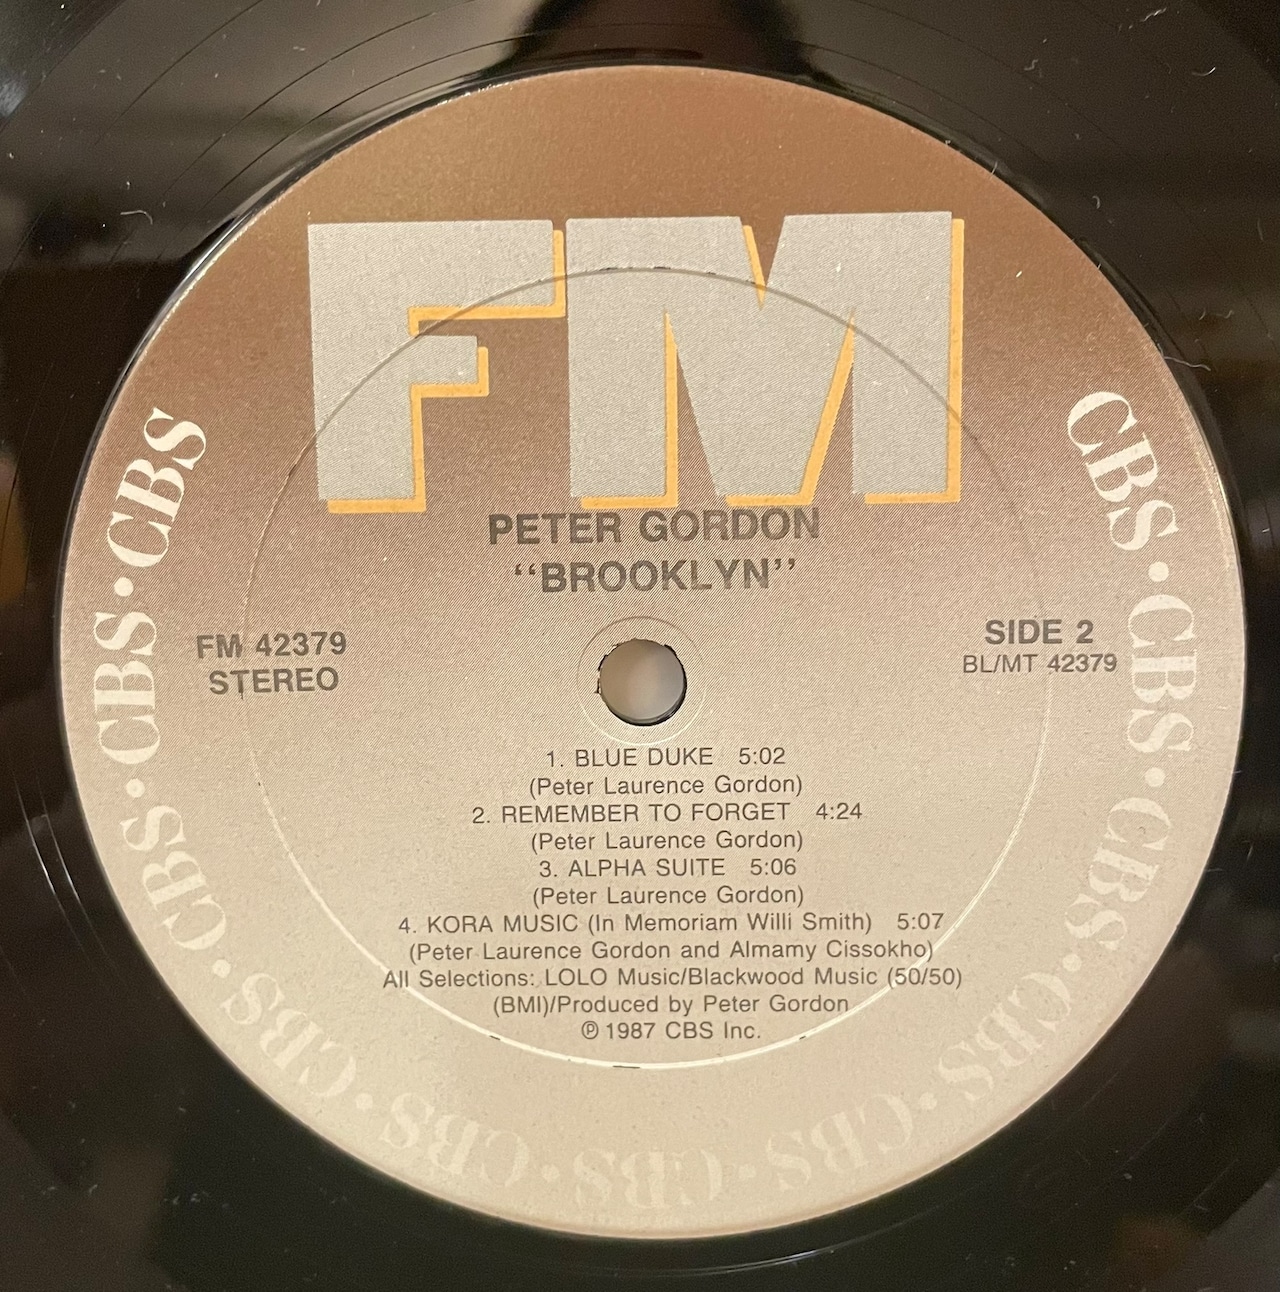 FM
PETER GORDON
“BROOKLYN”
FM 42379
STEREO
SIDE 2
BL/MT 42379
1. BLUE DUKE 5:02
(Peter Laurence Gordon)
2. REMEMBER TO FORGET 4:24
(Peter Laurence Gordon)
3. ALPHA SUITE 5:06
(Peter Laurence Gordon)
4. KORA MUSIC (In Memoriam Willi Smith) 5:07
(Peter Laurence Gordon and Almamy Cissokho)
All Selections: LOLO Music/Blackwood Music (50/50)
(BMI)/Produced by Peter Gordon
℗ 1987 CBS Inc.
CBS • CBS • CBS • CBS • CBS • CBS • CBS • CBS • CBS • CBS • CBS • CBS • CBS